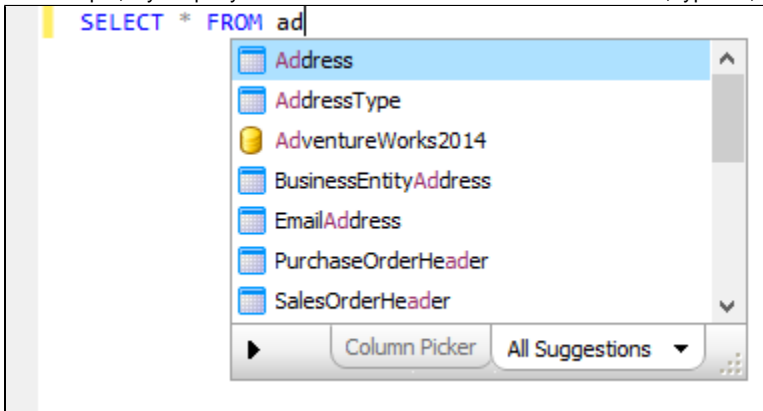 SELECT * FROM ad
Address
AddressType
AdventureWorks2014
BusinessEntityAddress
EmailAddress
PurchaseOrderHeader
SalesOrderHeader
Column Picker All Suggestions